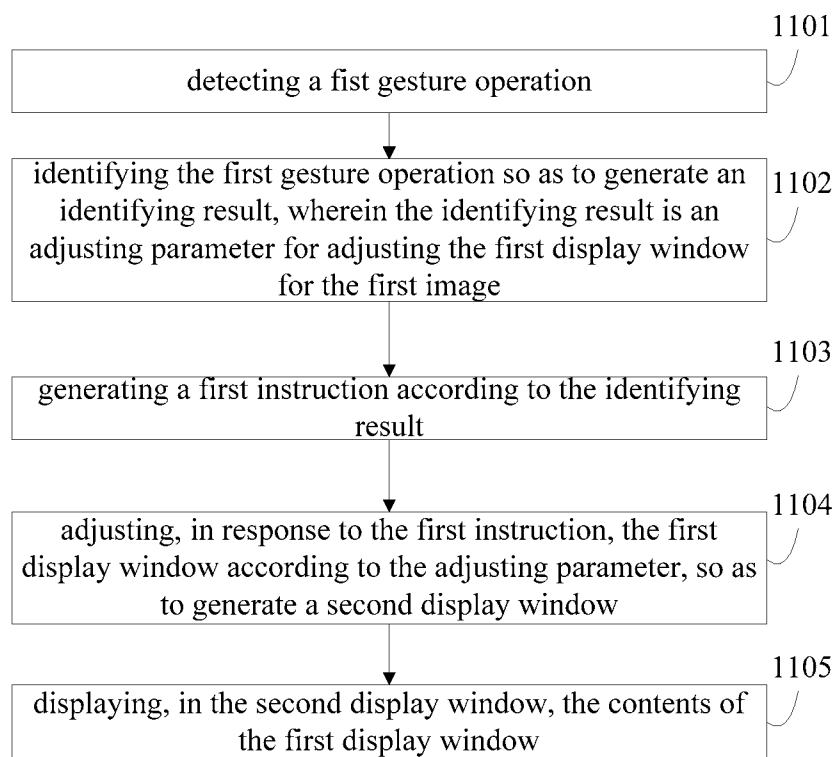 1101
detecting a fist gesture operation
1102
identifying the first gesture operation so as to generate an
identifying result, wherein the identifying result is an
adjusting parameter for adjusting the first display window
for the first image
1103
generating a first instruction according to the identifying
result
1104
adjusting, in response to the first instruction, the first
display window according to the adjusting parameter, so as
to generate a second display window
1105
displaying, in the second display window, the contents of
the first display window